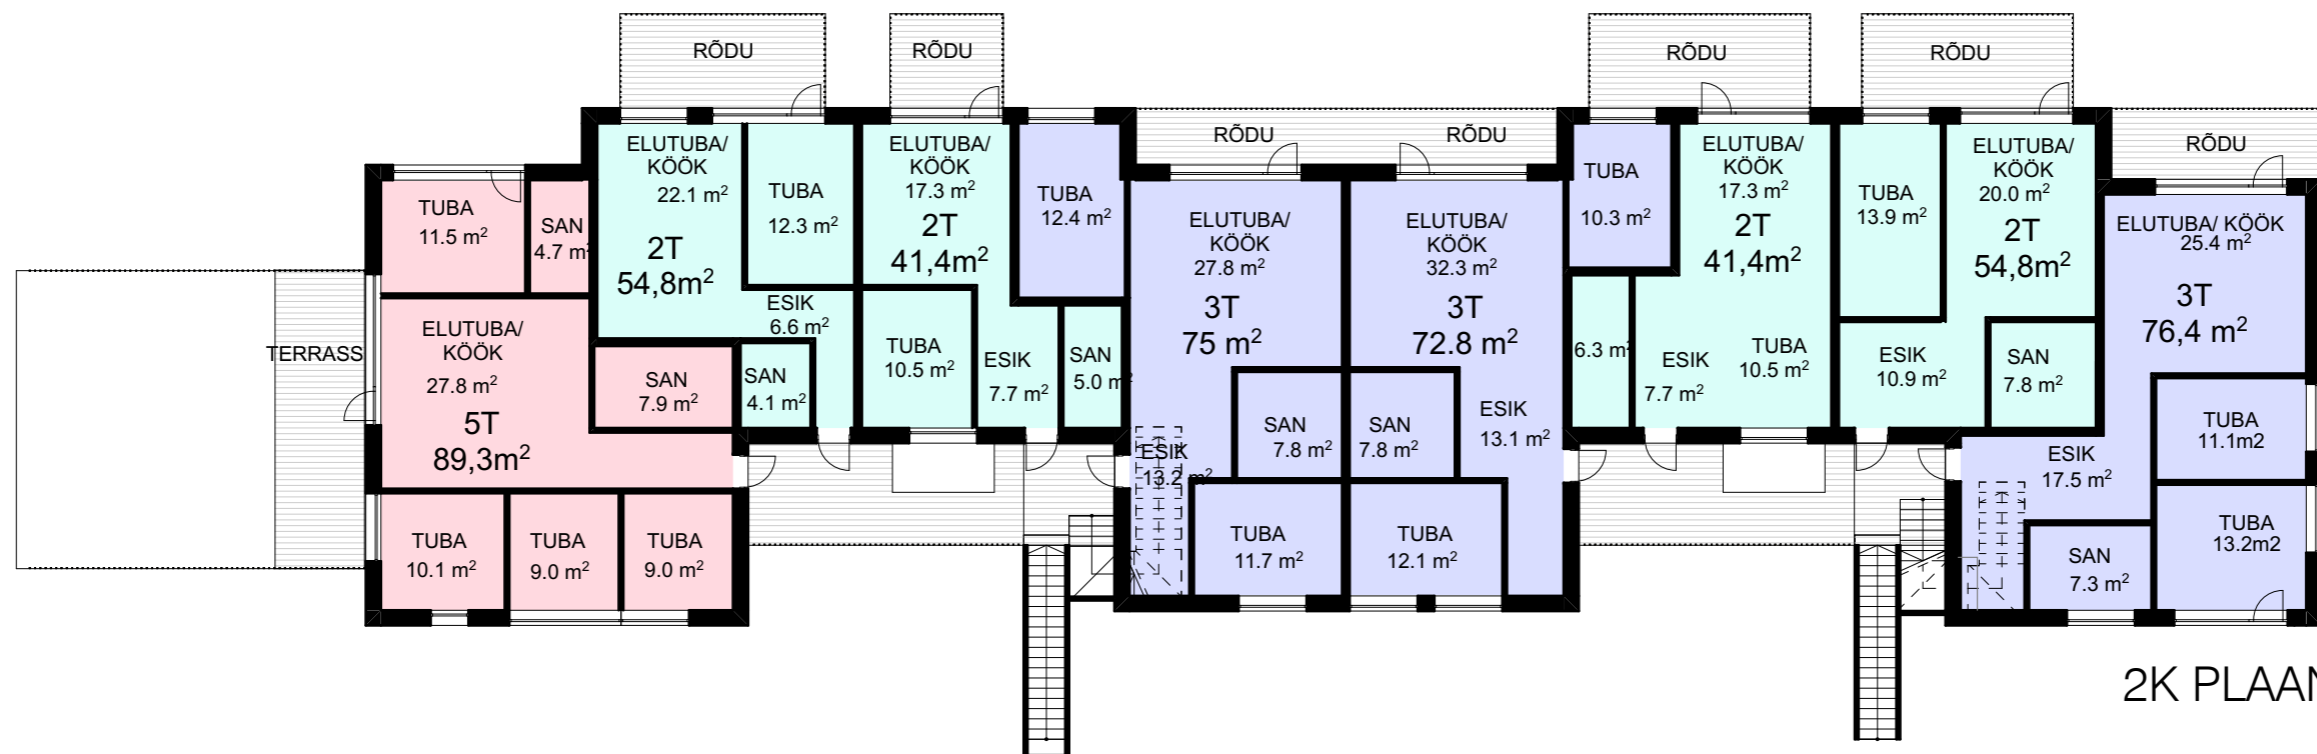 RÕDU
RÕDU
RÕDU
RÕDU
RÕDU
RÕDU
RÕDU
TERRASS
TUBA
11.5 m²
SAN
4.7 m²
ELUTUBA/
KÖÖK
27.8 m²
5T
89,3m²
SAN
7.9 m²
TUBA
10.1 m²
TUBA
9.0 m²
TUBA
9.0 m²
ELUTUBA/
KÖÖK
22.1 m²
2T
54,8m²
TUBA
12.3 m²
ESIK
6.6 m²
SAN
4.1 m²
ELUTUBA/
KÖÖK
17.3 m²
2T
41,4m²
TUBA
10.5 m²
ESIK
7.7 m²
SAN
5.0 m²
TUBA
12.4 m²
ELUTUBA/
KÖÖK
27.8 m²
3T
75 m²
SAN
7.8 m²
ESIK
13.2 m²
TUBA
11.7 m²
ELUTUBA/
KÖÖK
32.3 m²
3T
72.8 m²
SAN
7.8 m²
ESIK
13.1 m²
TUBA
12.1 m²
TUBA
10.3 m²
6.3 m²
ELUTUBA/
KÖÖK
17.3 m²
2T
41,4m²
ESIK
7.7 m²
TUBA
10.5 m²
TUBA
13.9 m²
ELUTUBA/
KÖÖK
20.0 m²
2T
54,8m²
ESIK
10.9 m²
SAN
7.8 m²
ELUTUBA/ KÖÖK
25.4 m²
3T
76,4 m²
TUBA
11.1m2
ESIK
17.5 m²
TUBA
13.2m2
SAN
7.3 m²
2K PLAAN